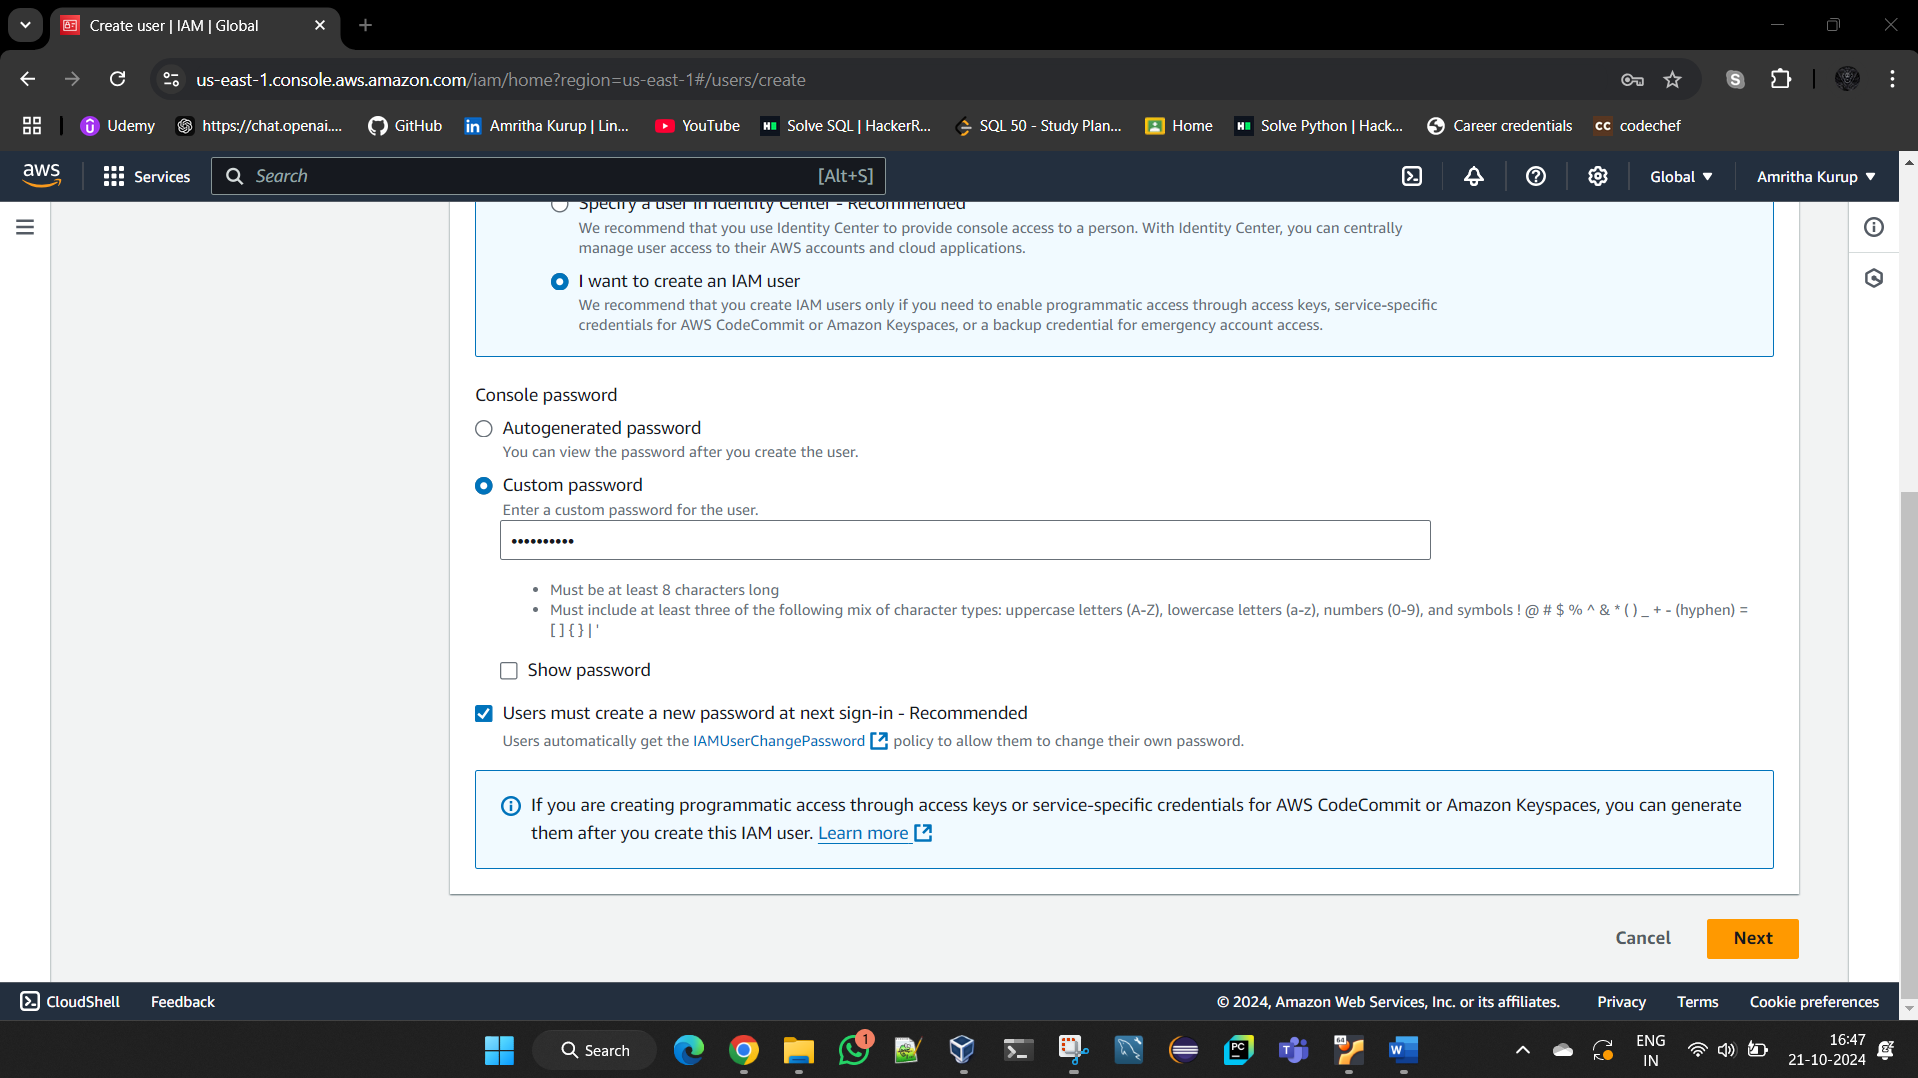 Create user | IAM | Global
us-east-1.console.aws.amazon.com/iam/home?region=us-east-1#/users/create
S
Udemy
https://chat.openai....
GitHub
Amritha Kurup | Lin...
YouTube
Solve SQL | HackerR...
SQL 50 - Study Plan...
Home
Solve Python | Hack...
Career credentials
cc codechef
aws
Services
Search
[Alt+S]
Global
Amritha Kurup
Specify a user in Identity Center - Recommended
We recommend that you use Identity Center to provide console access to a person. With Identity Center, you can centrally
manage user access to their AWS accounts and cloud applications.
I want to create an IAM user
We recommend that you create IAM users only if you need to enable programmatic access through access keys, service-specific
credentials for AWS CodeCommit or Amazon Keyspaces, or a backup credential for emergency account access.
Console password
Autogenerated password
You can view the password after you create the user.
Custom password
Enter a custom password for the user.
••••••••••
• Must be at least 8 characters long
• Must include at least three of the following mix of character types: uppercase letters (A-Z), lowercase letters (a-z), numbers (0-9), and symbols ! @ # $ % ^ & * ( ) _ + - (hyphen) =
[ ] { } | '
Show password
Users must create a new password at next sign-in - Recommended
Users automatically get the IAMUserChangePassword policy to allow them to change their own password.
If you are creating programmatic access through access keys or service-specific credentials for AWS CodeCommit or Amazon Keyspaces, you can generate
them after you create this IAM user. Learn more
Cancel
Next
CloudShell
Feedback
© 2024, Amazon Web Services, Inc. or its affiliates.
Privacy
Terms
Cookie preferences
Search
1
PC
64
W
ENG
IN
16:47
21-10-2024